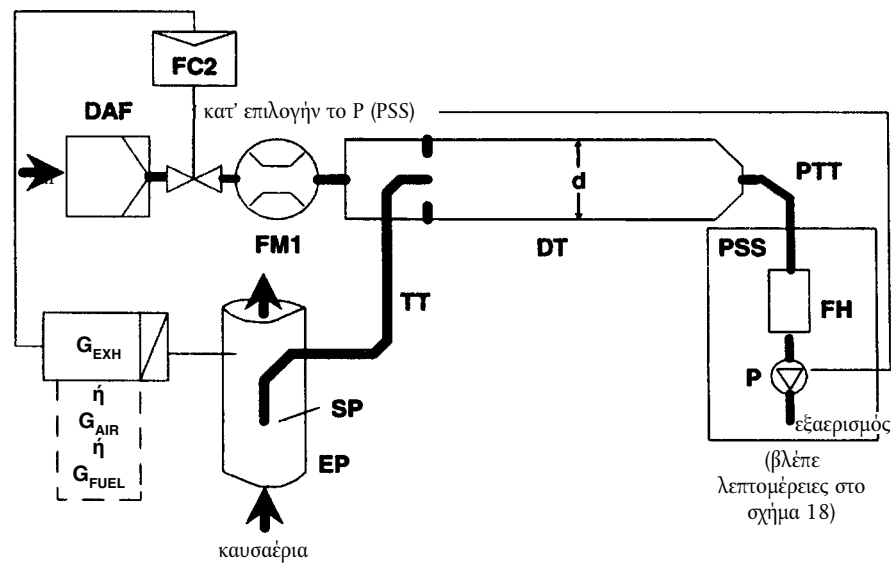 FC2
κατ’ επιλογήν το P (PSS)
DAF
d
PTT
FM1
DT
PSS
TT
FH
G_EXH
P
ή
SP
G_AIR
εξαερισμός
ή
EP
G_FUEL
(βλέπε
λεπτομέρειες στο
σχήμα 18)
καυσαέρια